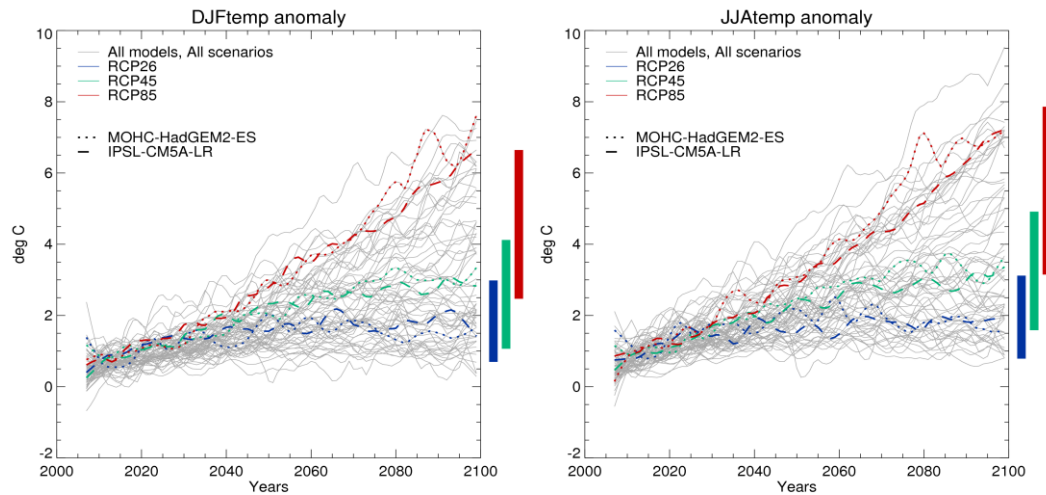 DJFtemp anomaly
10
8
6
4
2
0
-2
deg C
All models, All scenarios
RCP26
RCP45
RCP85
MOHC-HadGEM2-ES
IPSL-CM5A-LR
2000
2020
2040
2060
2080
2100
Years
JJAtemp anomaly
10
8
6
4
2
0
-2
deg C
All models, All scenarios
RCP26
RCP45
RCP85
MOHC-HadGEM2-ES
IPSL-CM5A-LR
2000
2020
2040
2060
2080
2100
Years